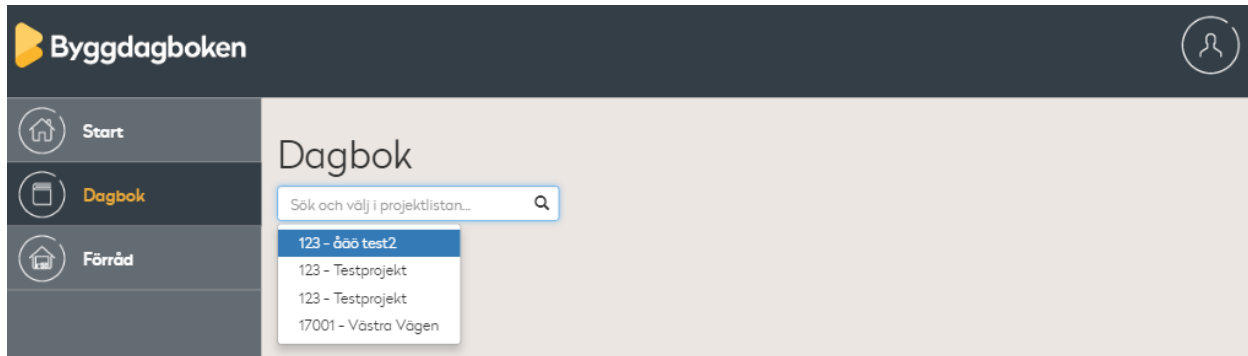 Byggdagboken
Start
Dagbok
Förråd
Dagbok
Sök och välj i projektlistan...
123 - åäö test2
123 - Testprojekt
123 - Testprojekt
17001 - Västra Vägen